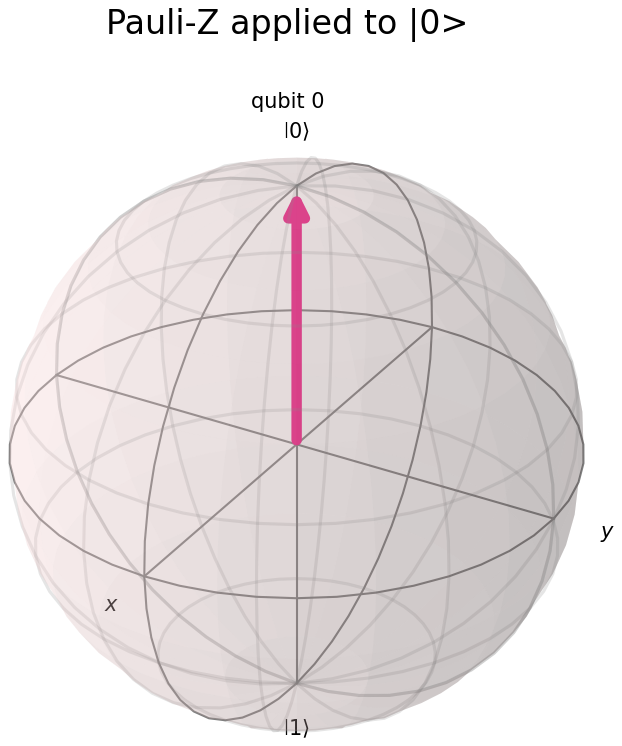 Pauli-Z applied to |0>
qubit 0
|0⟩
y
x
|1⟩